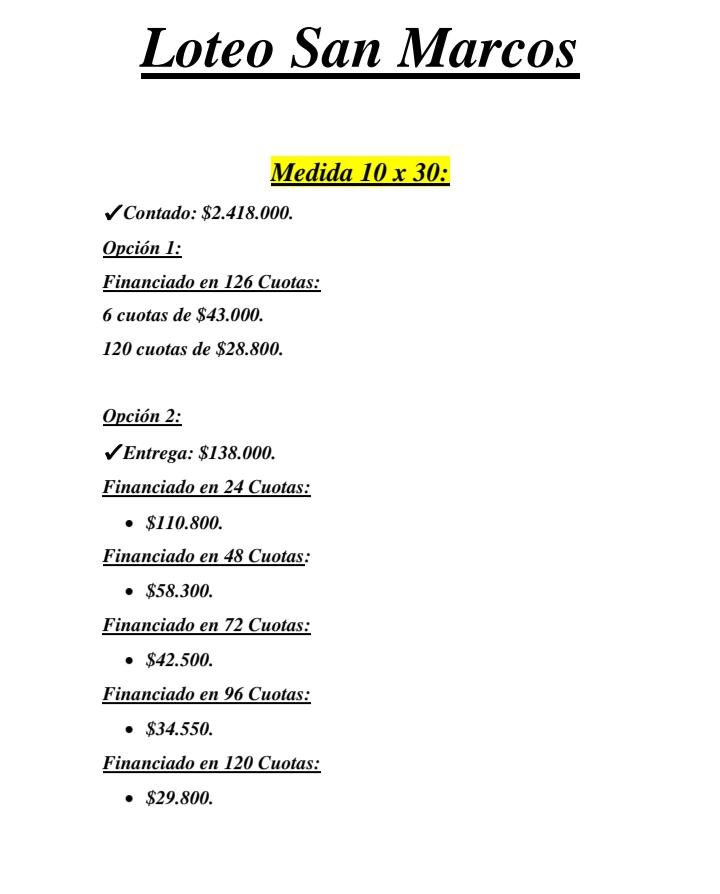 Loteo San Marcos
Medida 10 x 30:
✓Contado: $2.418.000.
Opción 1:
Financiado en 126 Cuotas:
6 cuotas de $43.000.
120 cuotas de $28.800.
Opción 2:
✓Entrega: $138.000.
Financiado en 24 Cuotas:
• $110.800.
Financiado en 48 Cuotas:
• $58.300.
Financiado en 72 Cuotas:
• $42.500.
Financiado en 96 Cuotas:
• $34.550.
Financiado en 120 Cuotas:
• $29.800.